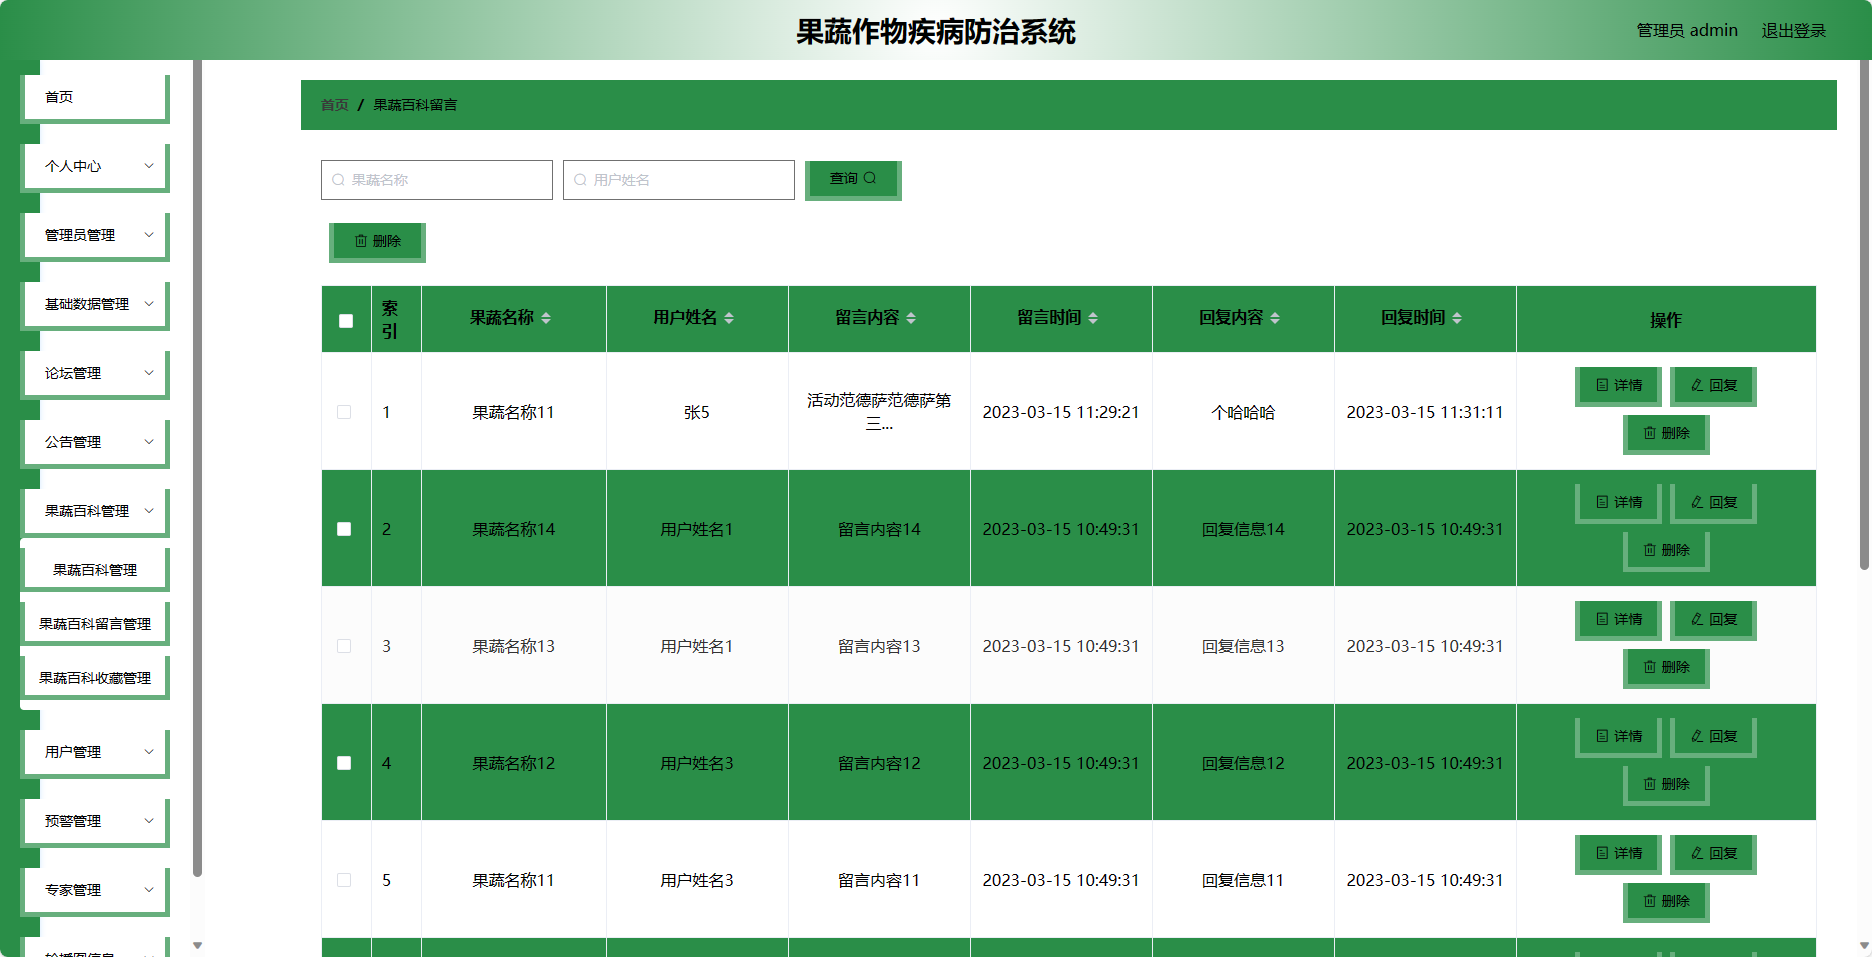 果蔬作物疾病防治系统
管理员 admin
退出登录
首页
个人中心
管理员管理
基础数据管理
论坛管理
公告管理
果蔬百科管理
果蔬百科管理
果蔬百科留言管理
果蔬百科收藏管理
用户管理
预警管理
专家管理
首页 / 果蔬百科留言
果蔬名称
用户姓名
查询
删除
索引 果蔬名称 用户姓名 留言内容 留言时间 回复内容 回复时间 操作
1 果蔬名称11 张5 活动范德萨范德萨第三... 2023-03-15 11:29:21 个哈哈哈 2023-03-15 11:31:11 详情 回复 删除
2 果蔬名称14 用户姓名1 留言内容14 2023-03-15 10:49:31 回复信息14 2023-03-15 10:49:31 详情 回复 删除
3 果蔬名称13 用户姓名1 留言内容13 2023-03-15 10:49:31 回复信息13 2023-03-15 10:49:31 详情 回复 删除
4 果蔬名称12 用户姓名3 留言内容12 2023-03-15 10:49:31 回复信息12 2023-03-15 10:49:31 详情 回复 删除
5 果蔬名称11 用户姓名3 留言内容11 2023-03-15 10:49:31 回复信息11 2023-03-15 10:49:31 详情 回复 删除